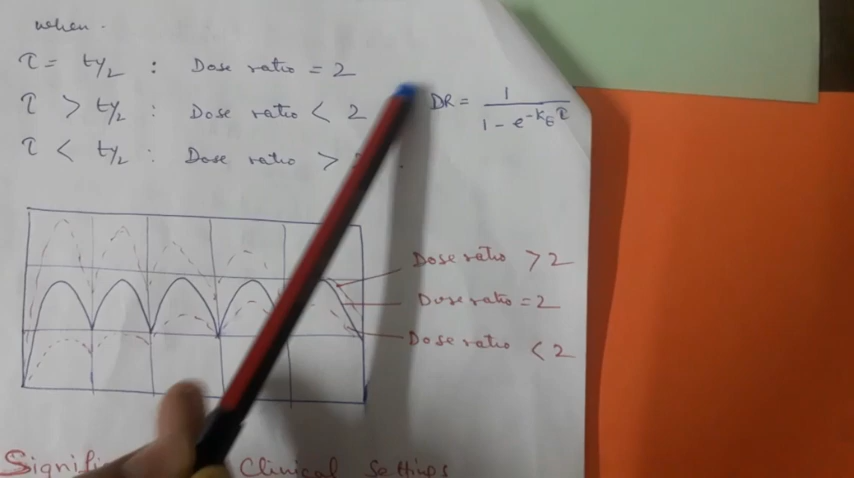 when.
τ = t1/2 : Dose ratio = 2
τ > t1/2 : Dose ratio < 2
τ < t1/2 : Dose ratio >
DR = 1 / 1 - e^-KEτ
Dose ratio > 2
Dose ratio = 2
Dose ratio < 2
Clinical Settings